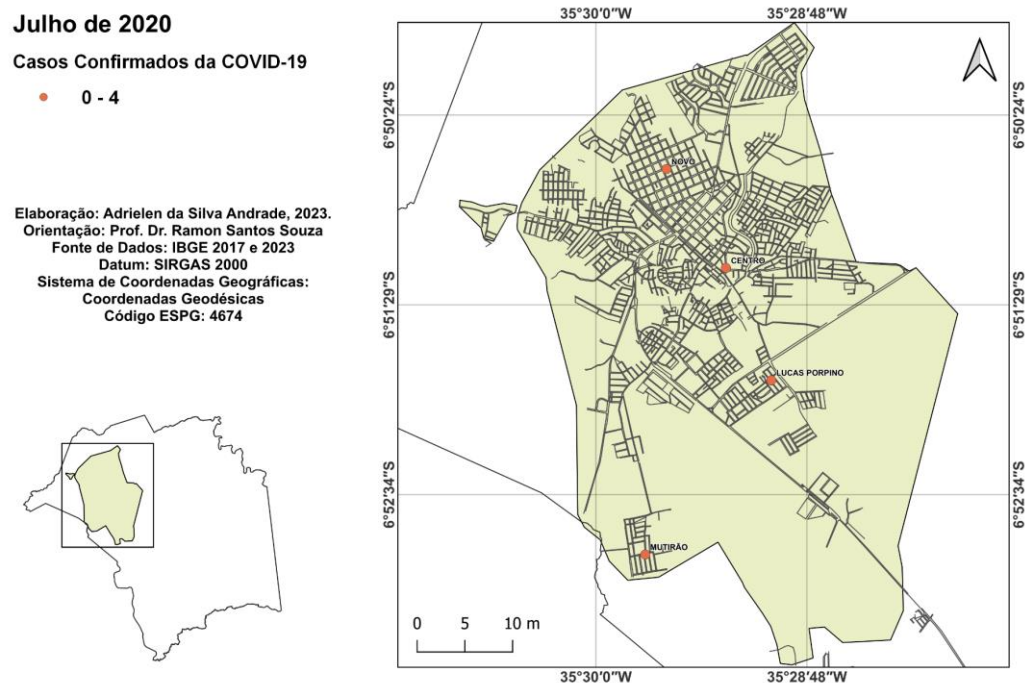 Julho de 2020
Casos Confirmados da COVID-19
0 - 4
Elaboração: Adrielen da Silva Andrade, 2023.
Orientação: Prof. Dr. Ramon Santos Souza
Fonte de Dados: IBGE 2017 e 2023
Datum: SIRGAS 2000
Sistema de Coordenadas Geográficas:
Coordenadas Geodésicas
Código ESPG: 4674
35°30'0"W 35°28'48"W
6°50'24"S 6°50'24"S
NOVO
CENTRO
6°51'29"S 6°51'29"S
LUCAS PORPINO
6°52'34"S 6°52'34"S
MUTIRÃO
0 5 10 m
35°30'0"W 35°28'48"W